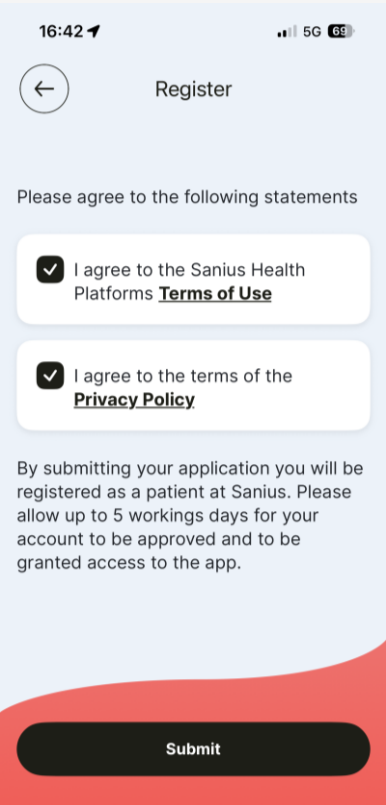 16:42 5G 69
Register
Please agree to the following statements
I agree to the Sanius Health
Platforms Terms of Use
I agree to the terms of the
Privacy Policy
By submitting your application you will be
registered as a patient at Sanius. Please
allow up to 5 workings days for your
account to be approved and to be
granted access to the app.
Submit